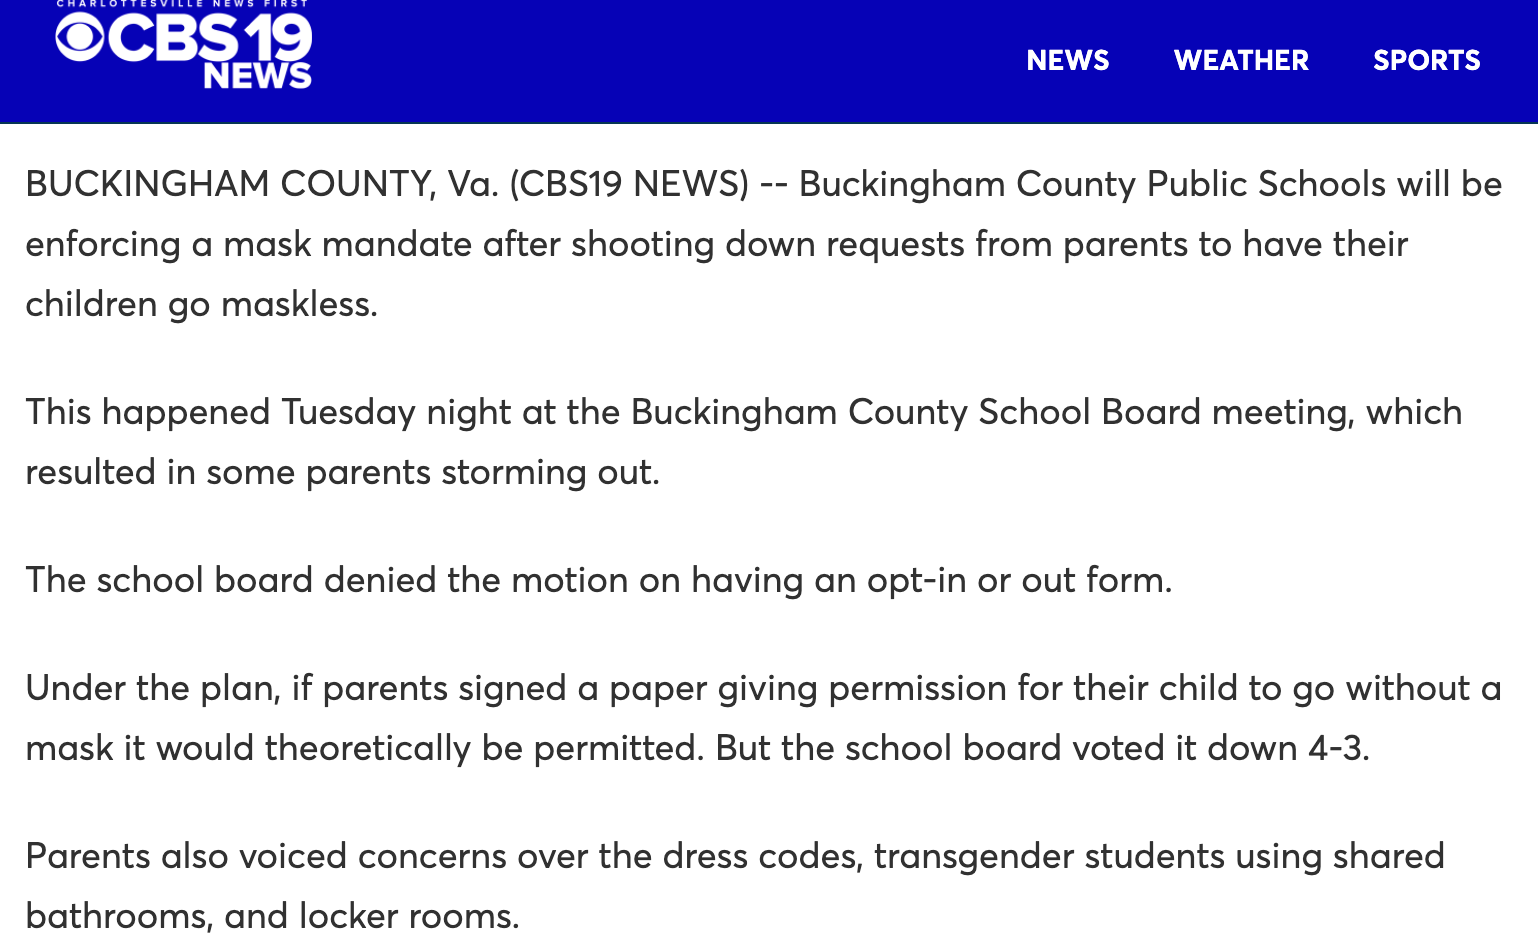 CHARLOTTESVILLE NEWS FIRST
CBS 19
NEWS
NEWS WEATHER SPORTS
BUCKINGHAM COUNTY, Va. (CBS19 NEWS) -- Buckingham County Public Schools will be
enforcing a mask mandate after shooting down requests from parents to have their
children go maskless.
This happened Tuesday night at the Buckingham County School Board meeting, which
resulted in some parents storming out.
The school board denied the motion on having an opt-in or out form.
Under the plan, if parents signed a paper giving permission for their child to go without a
mask it would theoretically be permitted. But the school board voted it down 4-3.
Parents also voiced concerns over the dress codes, transgender students using shared
bathrooms, and locker rooms.